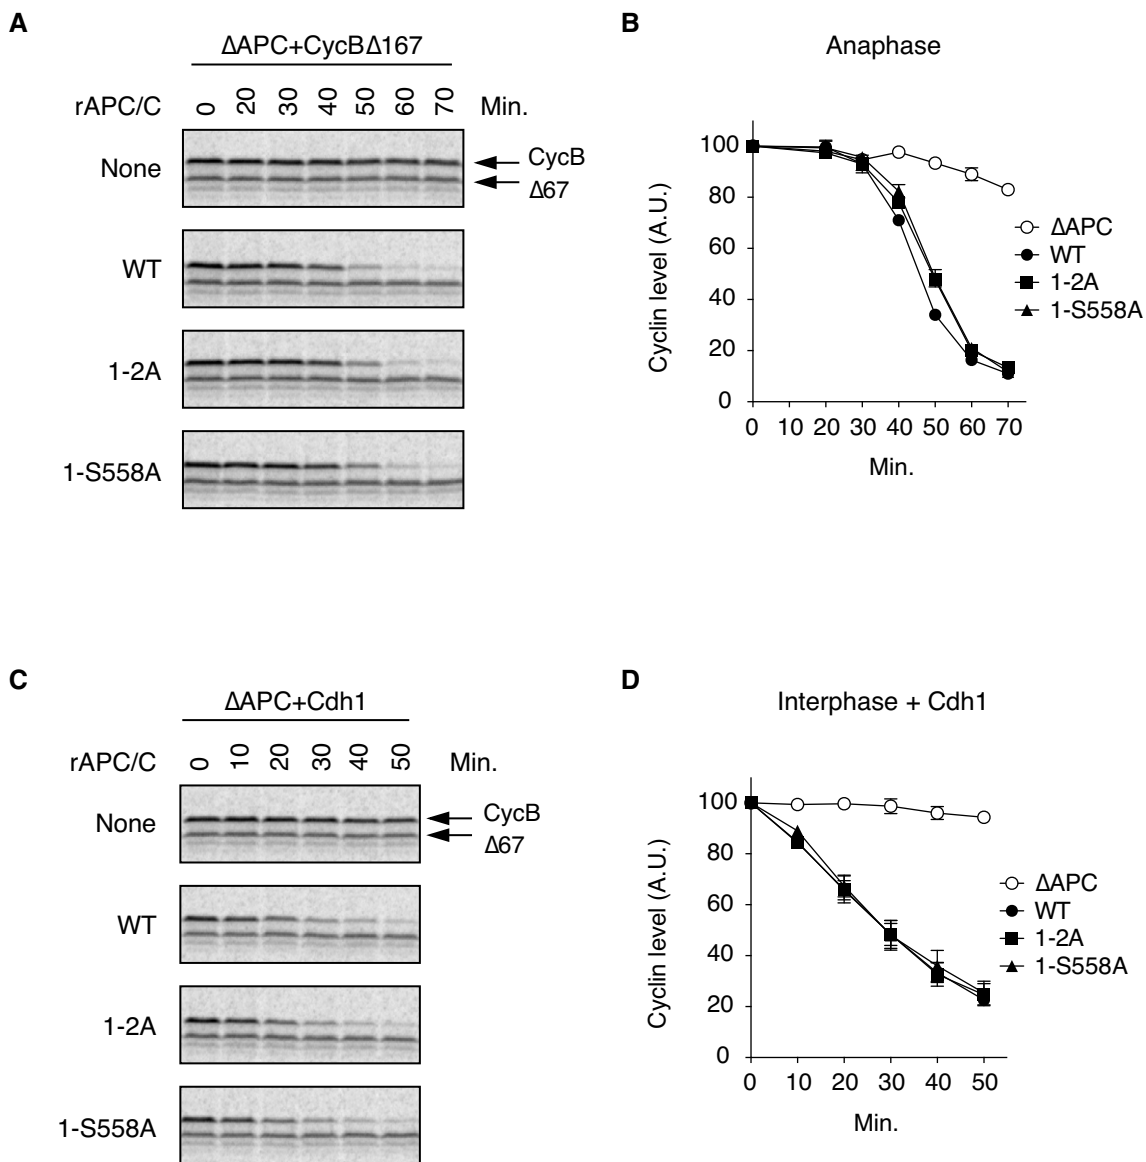 A
ΔAPC+CycBΔ167
rAPC/C 0 20 30 40 50 60 70 Min.
None
CycB
Δ67
WT
1-2A
1-S558A
B
Anaphase
Cyclin level (A.U.)
100
80
60
40
20
0
0 10 20 30 40 50 60 70
Min.
ΔAPC
WT
1-2A
1-S558A
C
ΔAPC+Cdh1
rAPC/C 0 10 20 30 40 50 Min.
None
CycB
Δ67
WT
1-2A
1-S558A
D
Interphase + Cdh1
Cyclin level (A.U.)
100
80
60
40
20
0
0 10 20 30 40 50
Min.
ΔAPC
WT
1-2A
1-S558A